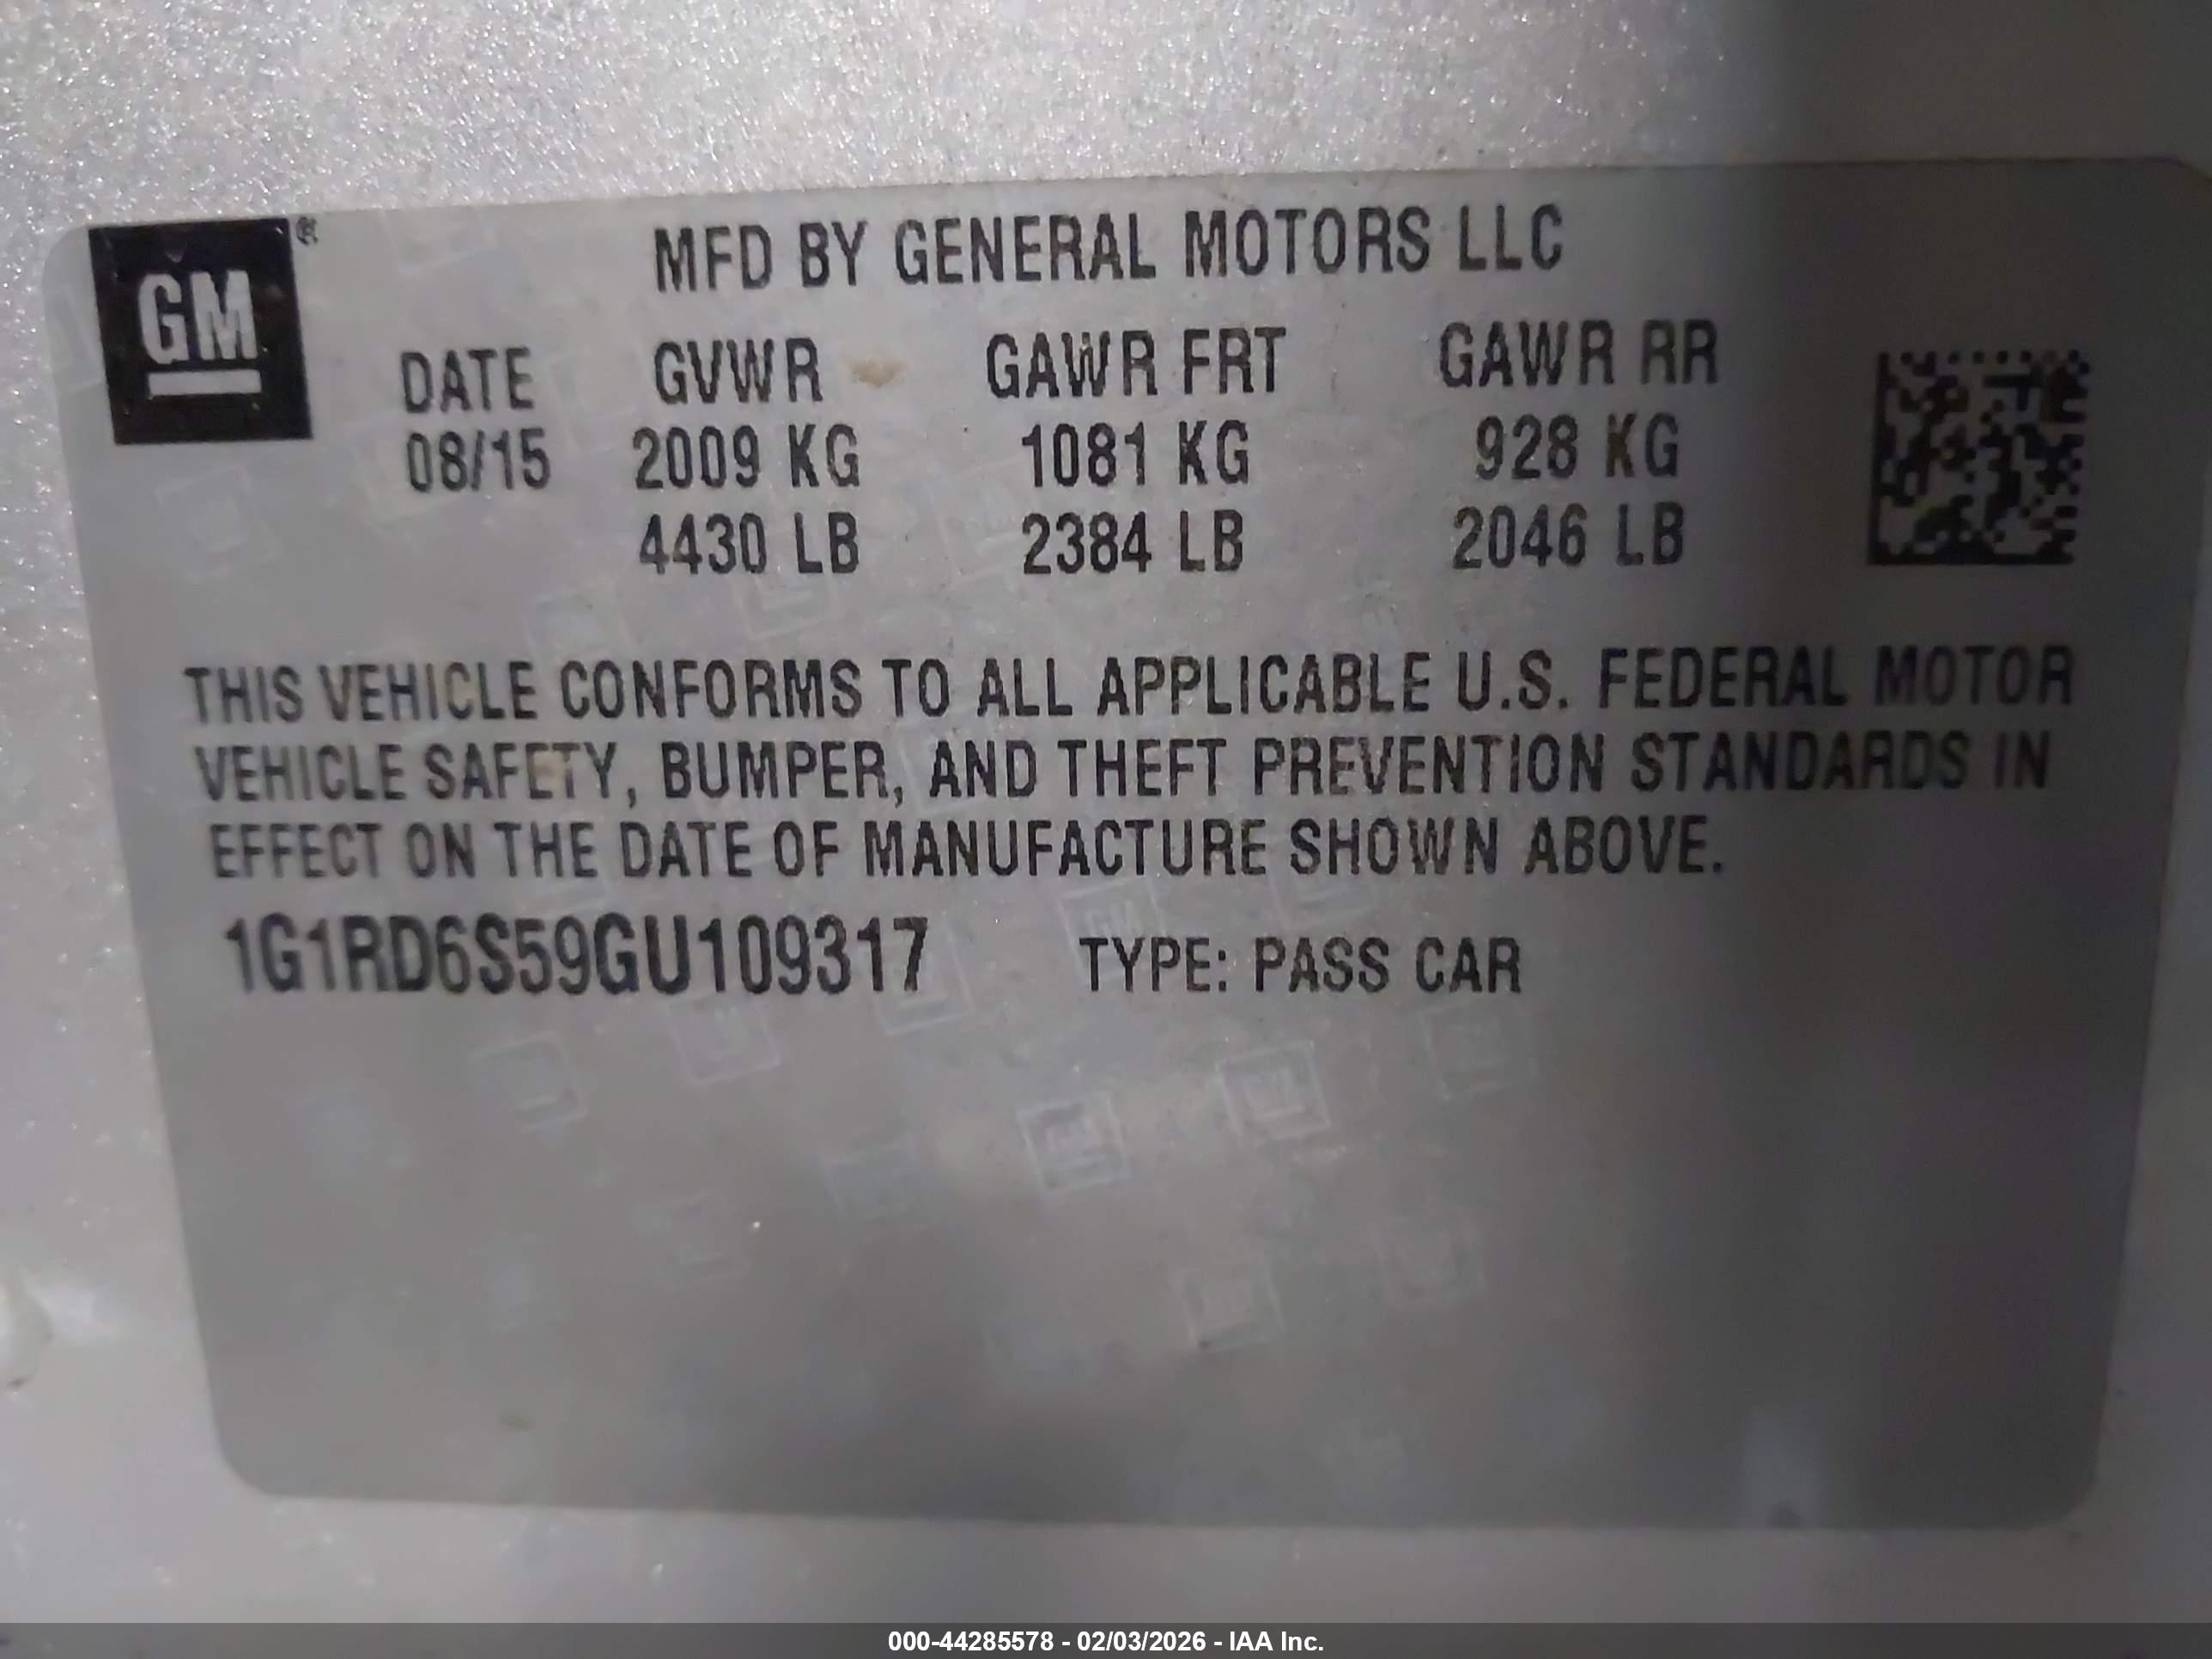 GM®
MFD BY GENERAL MOTORS LLC
DATE GVWR GAWR FRT GAWR RR
08/15 2009 KG 1081 KG 928 KG
4430 LB 2384 LB 2046 LB
THIS VEHICLE CONFORMS TO ALL APPLICABLE U.S. FEDERAL MOTOR
VEHICLE SAFETY, BUMPER, AND THEFT PREVENTION STANDARDS IN
EFFECT ON THE DATE OF MANUFACTURE SHOWN ABOVE.
1G1RD6S59GU109317 TYPE: PASS CAR
000-44285578 - 02/03/2026 - IAA Inc.